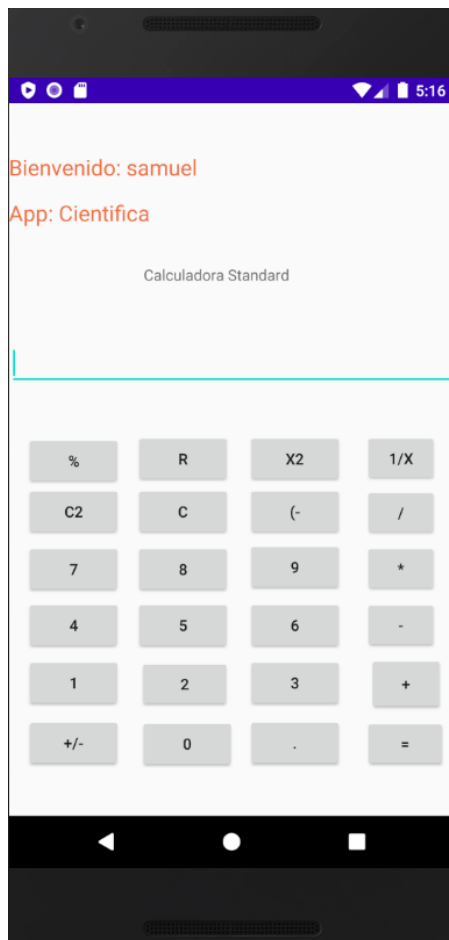 5:16
Bienvenido: samuel
App: Cientifica
Calculadora Standard
% R X2 1/X
C2 C (- /
7 8 9 *
4 5 6 -
1 2 3 +
+/- 0 . =